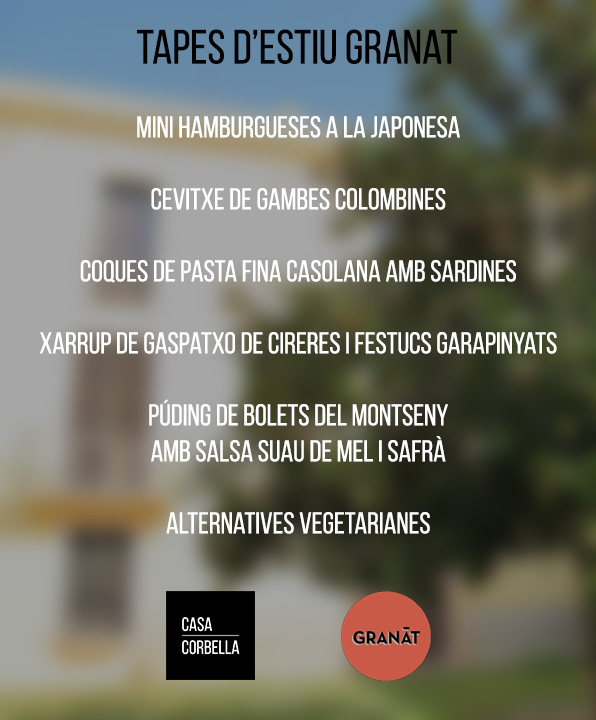 TAPES D'ESTIU GRANAT
MINI HAMBURGUESES A LA JAPONESA
CEVITXE DE GAMBES COLOMBINES
COQUES DE PASTA FINA CASOLANA AMB SARDINES
XARRUP DE GASPATXO DE CIRERES I FESTUCS GARAPINYATS
PÚDING DE BOLETS DEL MONTSENY
AMB SALSA SUAU DE MEL I SAFRÀ
ALTERNATIVES VEGETARIANES
CASA
CORBELLA
GRANĀT